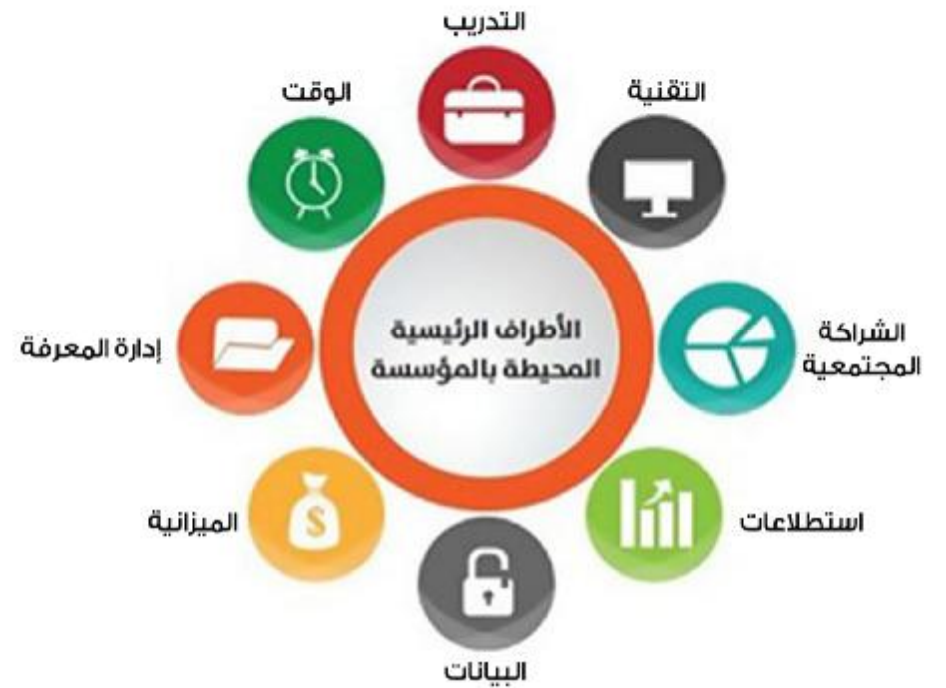 التدريب
التقنية
الوقت
الأطراف الرئيسية
المحيطة بالمؤسسة
الشراكة
المجتمعية
إدارة المعرفة
استطلاعات
الميزانية
البيانات
$